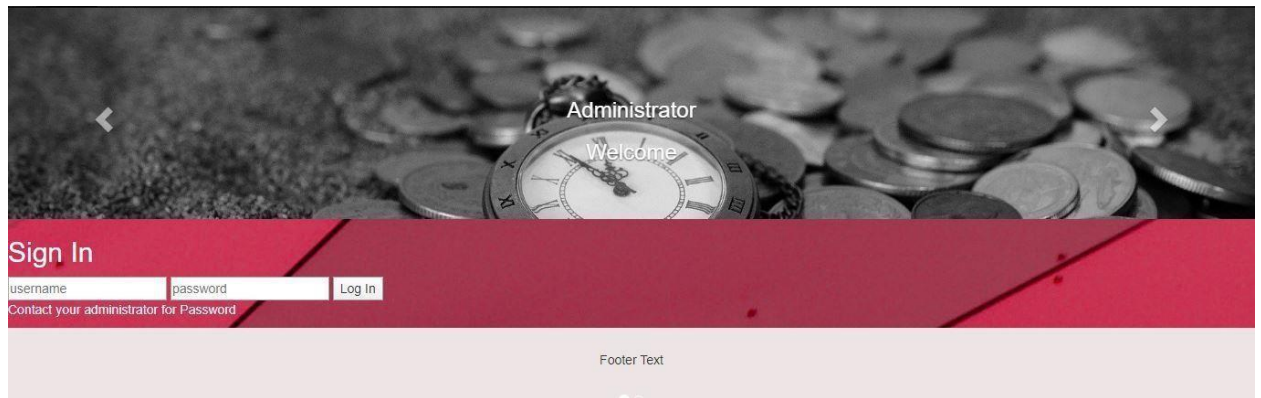 Administrator
Welcome
Sign In
username password Log In
Contact your administrator for Password
Footer Text